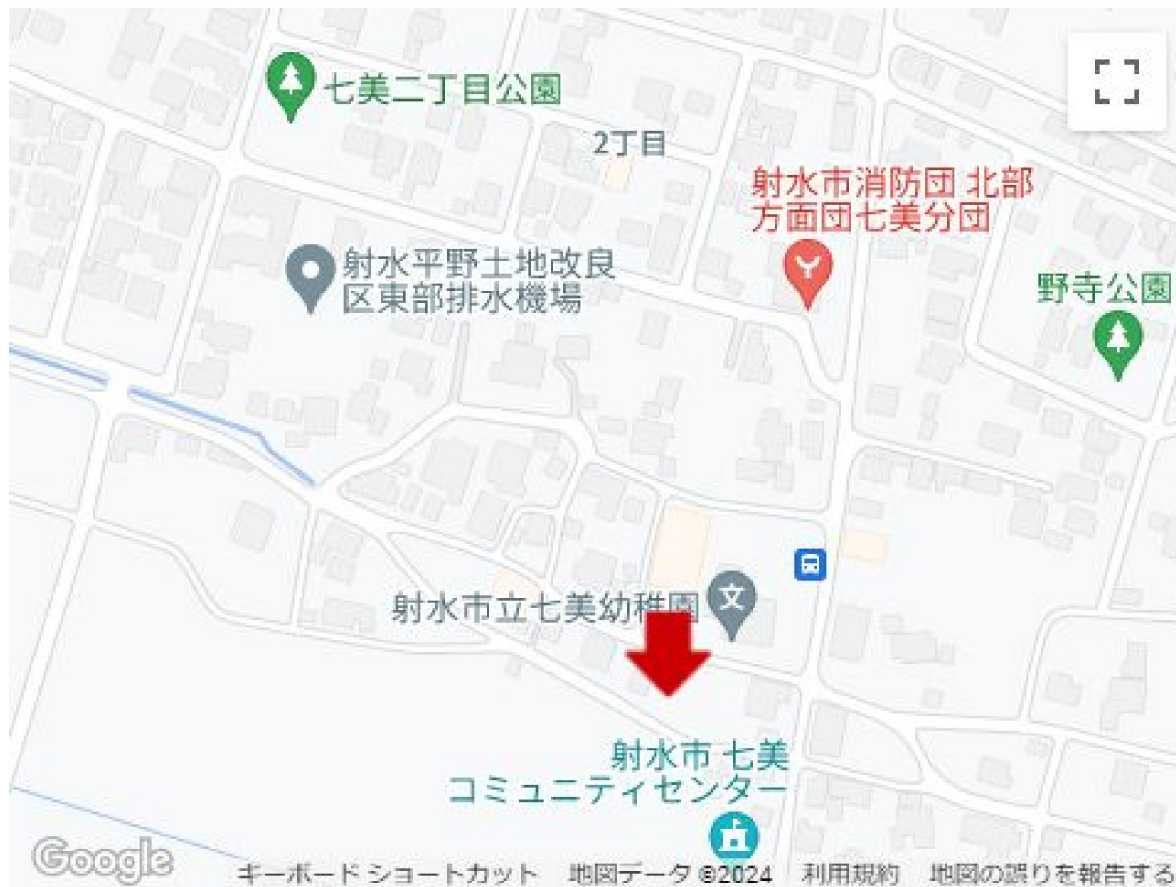 七美二丁目公園
2丁目
射水市消防団 北部
方面団七美分団
射水平野土地改良
区東部排水機場
野寺公園
射水市立七美幼稚園
文
射水市 七美
コミュニティセンター
Google
キーボード ショートカット
地図データ ©2024
利用規約
地図の誤りを報告する